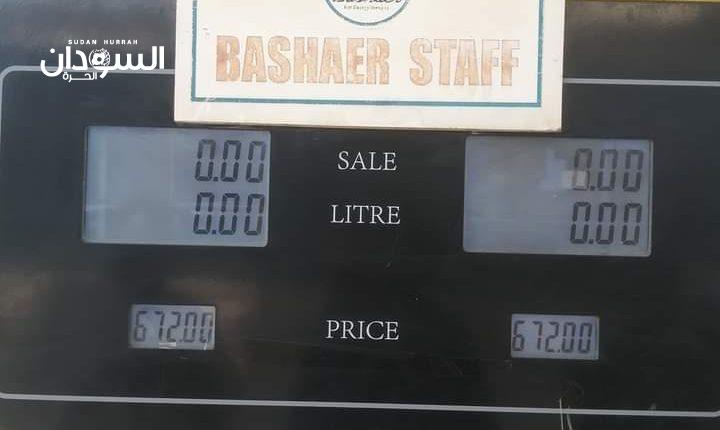 SUDAN HURRAH
السودان
الحرة
BASHAER STAFF
0.00 SALE 0.00
0.00 LITRE 0.00
672.00 PRICE 672.00